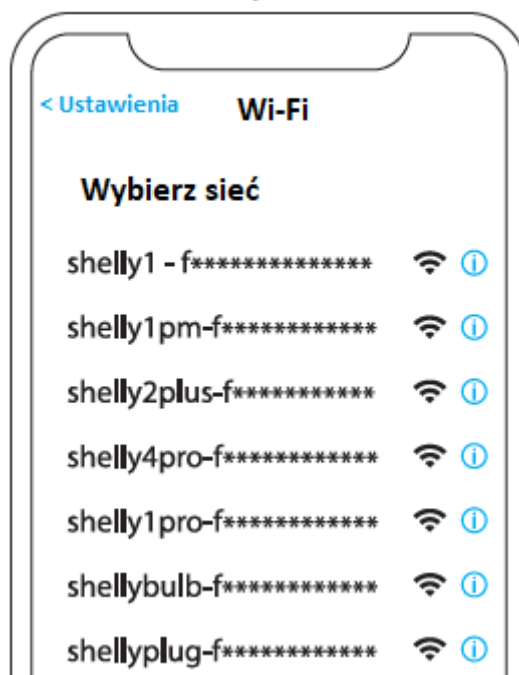 < Ustawienia Wi-Fi
Wybierz sieć
shelly1 - f**************
shelly1pm-f************
shelly2plus-f***********
shelly4pro-f************
shelly1pro-f************
shellybulb-f************
shellyplug-f************